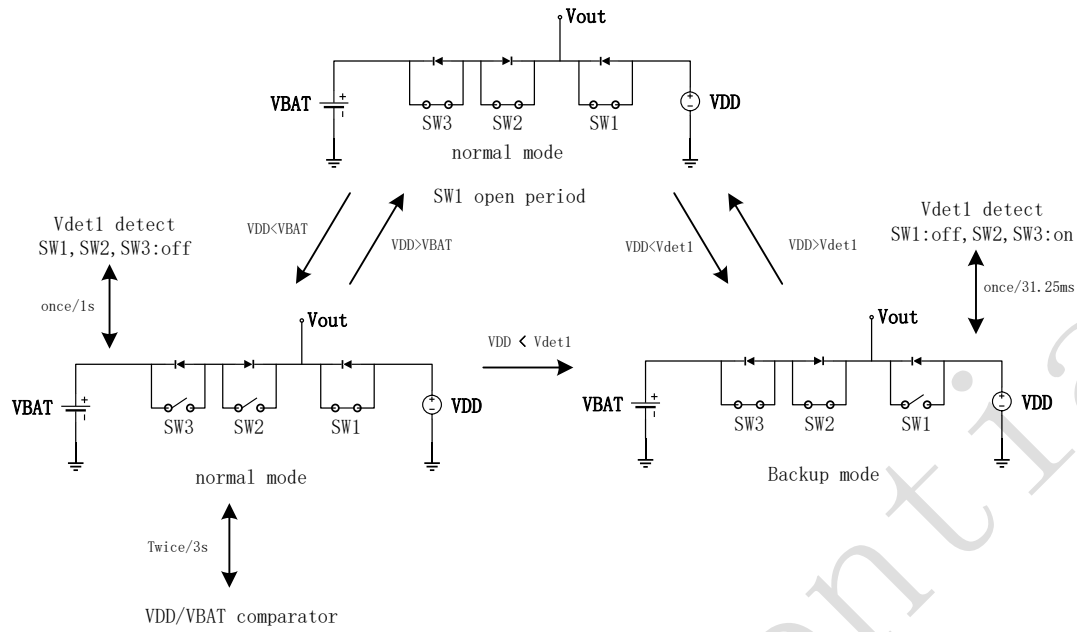 Vout
VBAT
+
-
SW3
SW2
SW1
+
-
VDD
normal mode
SW1 open period
Vdet1 detect
SW1,SW2,SW3:off
once/1s
VDD<VBAT
VDD>VBAT
VDD<Vdet1
VDD>Vdet1
Vdet1 detect
SW1:off,SW2,SW3:on
once/31.25ms
Vout
VBAT
+
-
SW3
SW2
SW1
+
-
VDD
normal mode
VDD < Vdet1
Vout
VBAT
+
-
SW3
SW2
SW1
+
-
VDD
Backup mode
Twice/3s
VDD/VBAT comparator
ntia